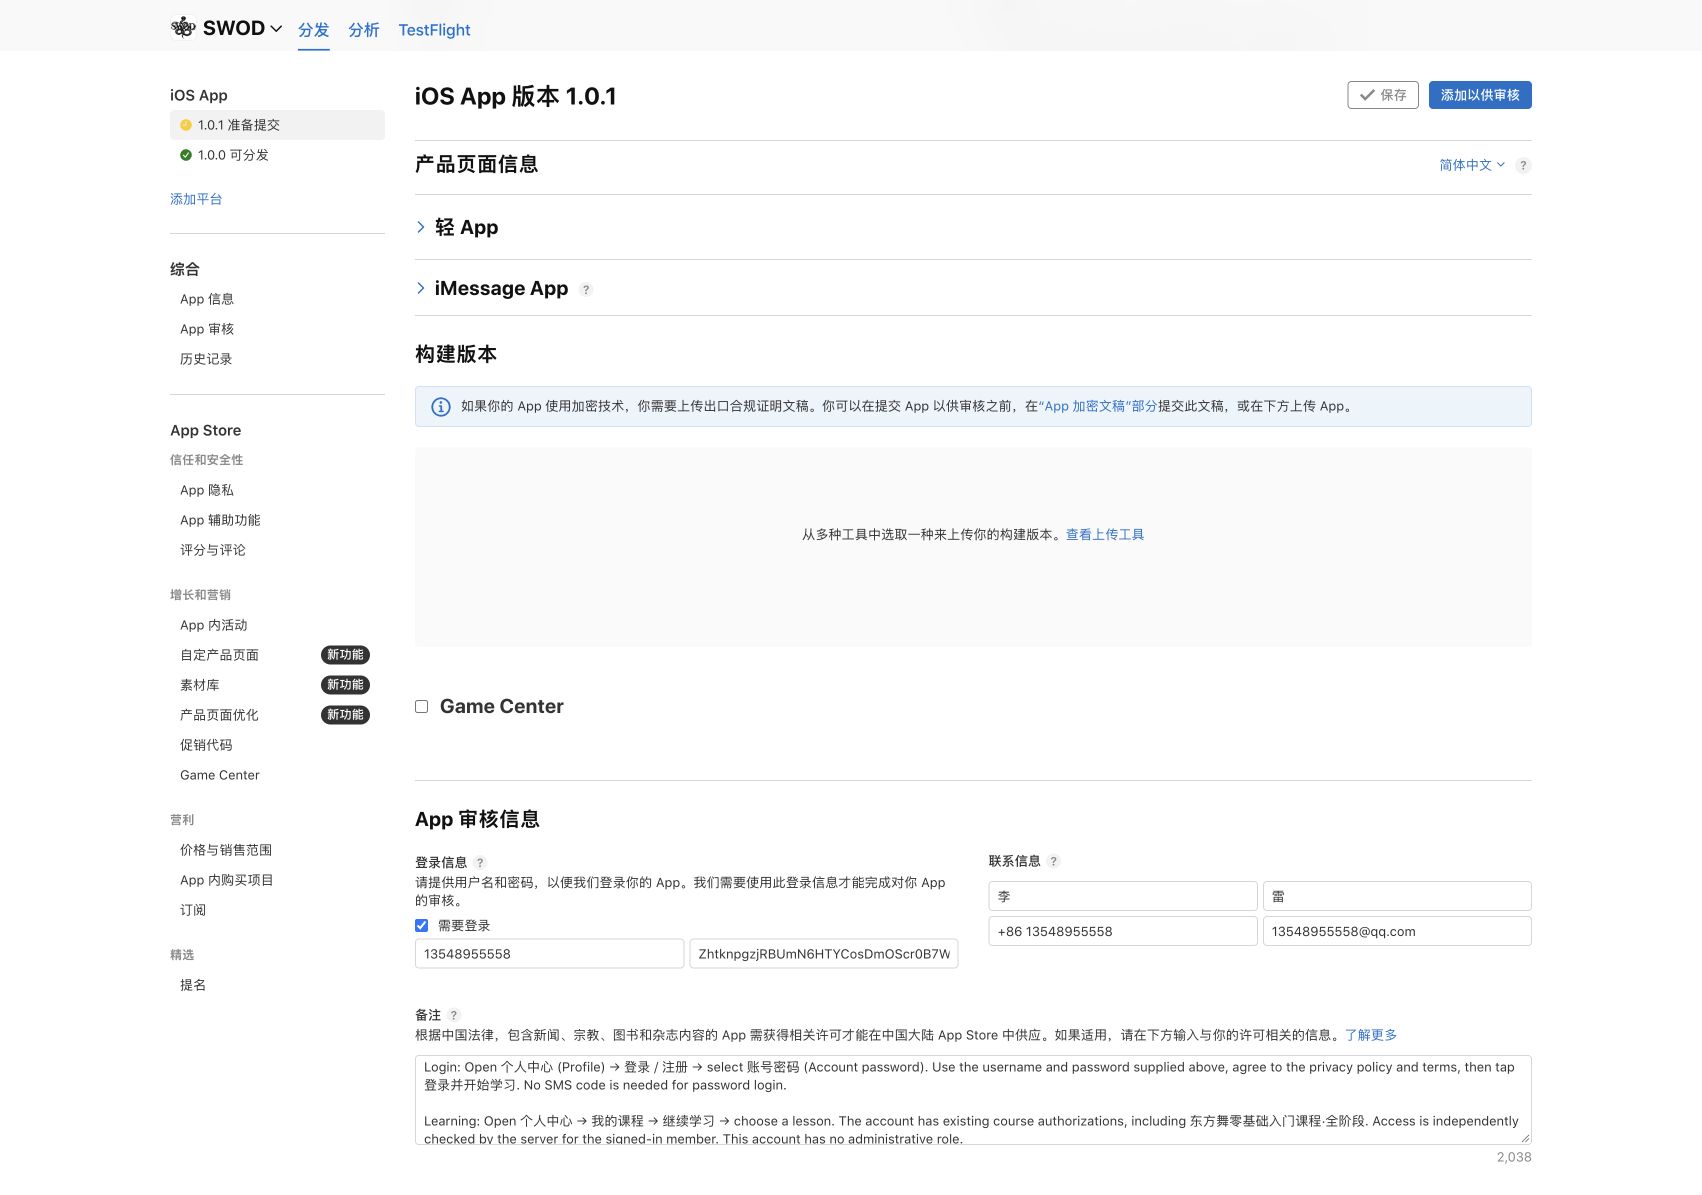 SWOD
分发
分析
TestFlight
iOS App
1.0.1 准备提交
1.0.0 可分发
添加平台
综合
App 信息
App 审核
历史记录
App Store
信任和安全性
App 隐私
App 辅助功能
评分与评论
增长和营销
App 内活动
自定产品页面 新功能
素材库 新功能
产品页面优化 新功能
促销代码
Game Center
营利
价格与销售范围
App 内购买项目
订阅
精选
提名
iOS App 版本 1.0.1
保存
添加以供审核
产品页面信息
简体中文 ?
轻 App
iMessage App ?
构建版本
如果你的 App 使用加密技术，你需要上传出口合规证明文稿。你可以在提交 App 以供审核之前，在“App 加密文稿”部分提交此文稿，或在下方上传 App。
从多种工具中选取一种来上传你的构建版本。查看上传工具
Game Center
App 审核信息
登录信息 ?
请提供用户名和密码，以便我们登录你的 App。我们需要使用此登录信息才能完成对你 App
的审核。
需要登录
13548955558
ZhtknpgzjRBUmN6HTYCosDmOScr0B7W
联系信息 ?
李
雷
+86 13548955558
13548955558@qq.com
备注 ?
根据中国法律，包含新闻、宗教、图书和杂志内容的 App 需获得相关许可才能在中国大陆 App Store 中供应。如果适用，请在下方输入与你的许可相关的信息。了解更多
Login: Open 个人中心 (Profile) → 登录 / 注册 → select 账号密码 (Account password). Use the username and password supplied above, agree to the privacy policy and terms, then tap
登录并开始学习. No SMS code is needed for password login.
Learning: Open 个人中心 → 我的课程 → 继续学习 → choose a lesson. The account has existing course authorizations, including 东方舞零基础入门课程·全阶段. Access is independently
checked by the server for the signed-in member. This account has no administrative role.
2,038